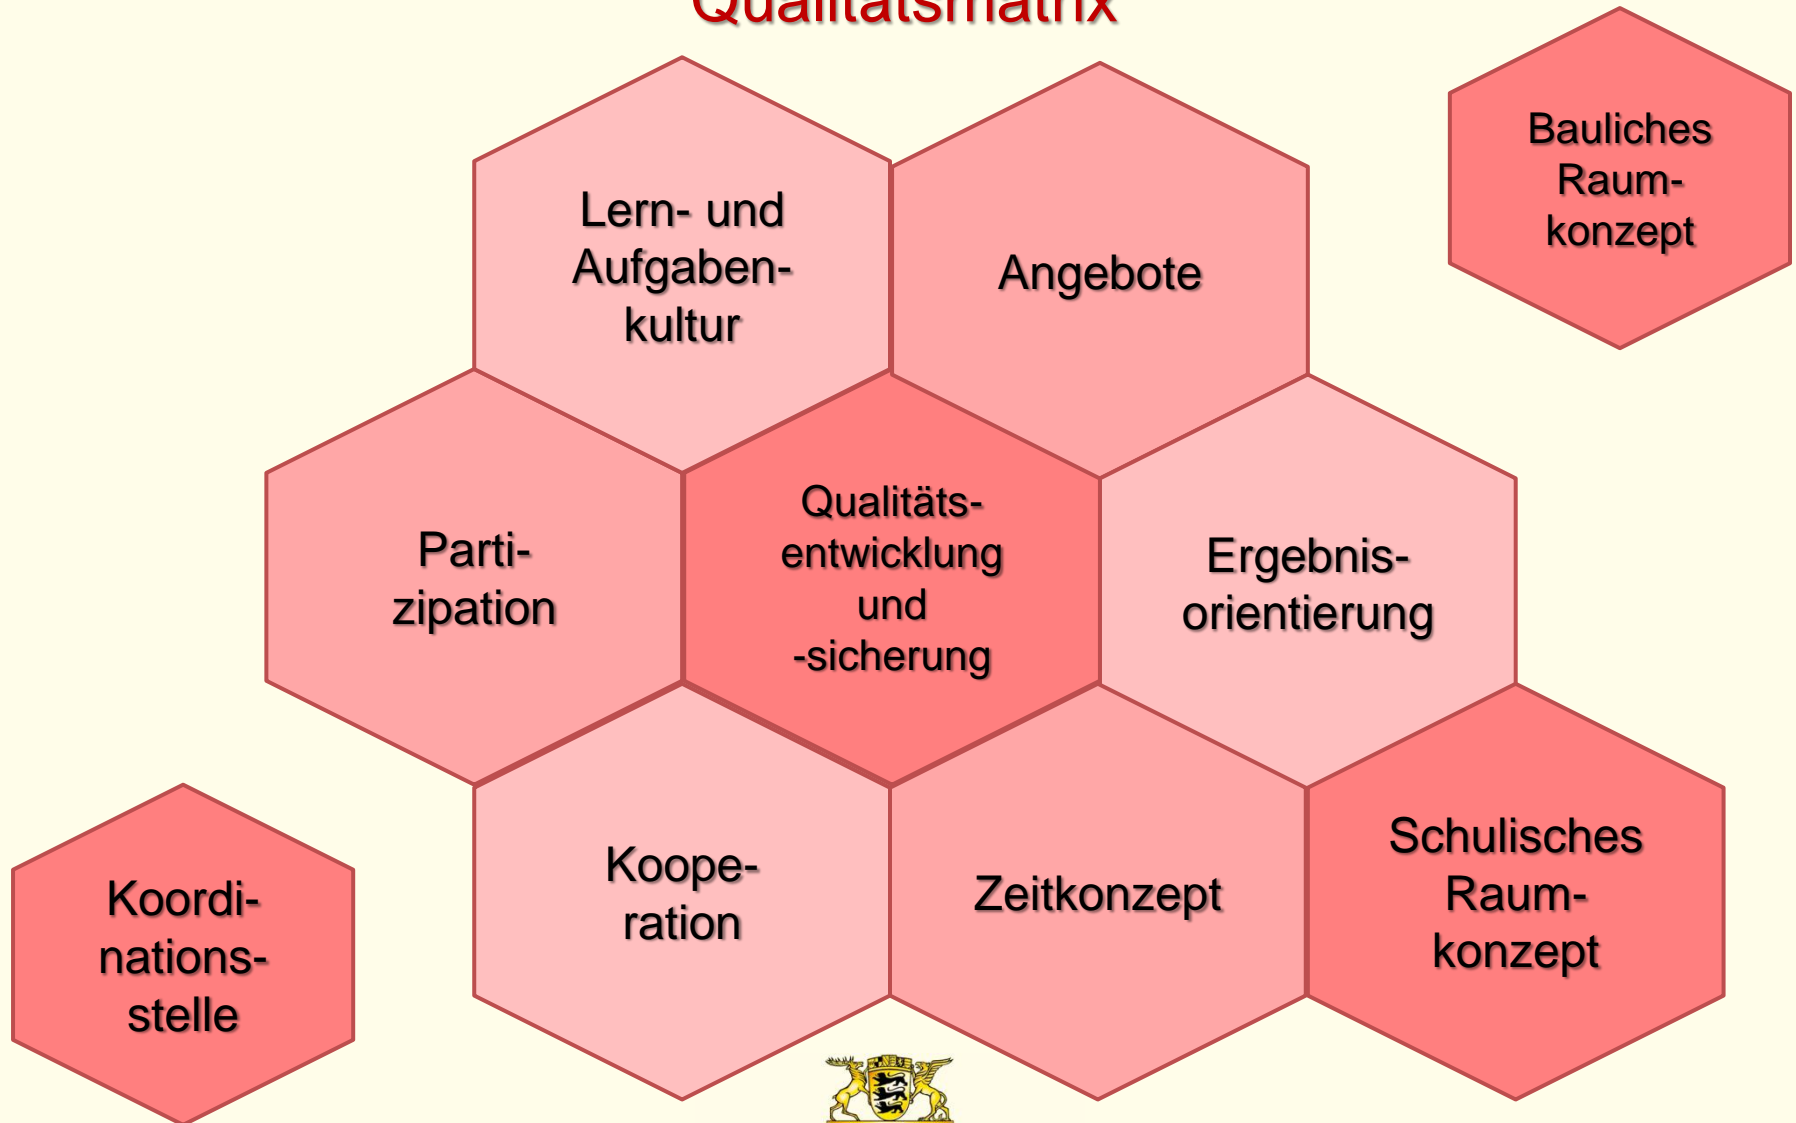 Qualitätsmatrix
Bauliches
Raum-
konzept
Lern- und
Aufgaben-
kultur
Angebote
Parti-
zipation
Qualitäts-
entwicklung
und
-sicherung
Ergebnis-
orientierung
Koordi-
nations-
stelle
Koope-
ration
Zeitkonzept
Schulisches
Raum-
konzept